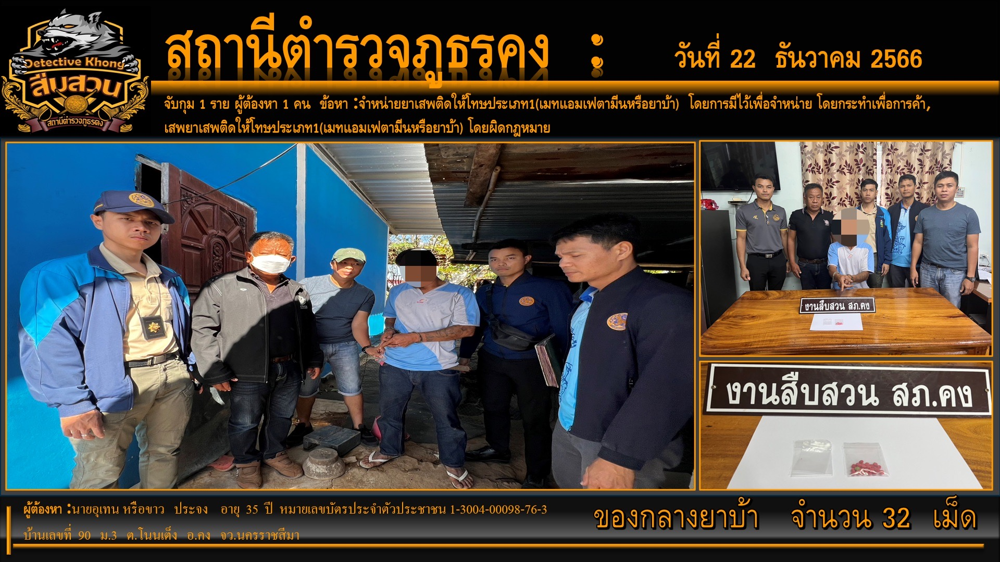 Detective Khong
สืบสวน
สถานีตำรวจภูธรคง
สถานีตำรวจภูธรคง :
วันที่ 22 ธันวาคม 2566
จับกุม 1 ราย ผู้ต้องหา 1 คน ข้อหา :จำหน่ายยาเสพติดให้โทษประเภท1(เมทแอมเฟตามีนหรือยาบ้า) โดยการมีไว้เพื่อจำหน่าย โดยกระทำเพื่อการค้า,
เสพยาเสพติดให้โทษประเภท1(เมทแอมเฟตามีนหรือยาบ้า) โดยผิดกฎหมาย
งานสืบสวน สภ.คง
งานสืบสวน สภ.คง
ผู้ต้องหา :นายอุเทน หรือขาว ประจง อายุ 35 ปี หมายเลขบัตรประจำตัวประชาชน 1-3004-00098-76-3
บ้านเลขที่ 90 ม.3 ต.โนนเต็ง อ.คง จว.นครราชสีมา
ของกลางยาบ้า จำนวน 32 เม็ด